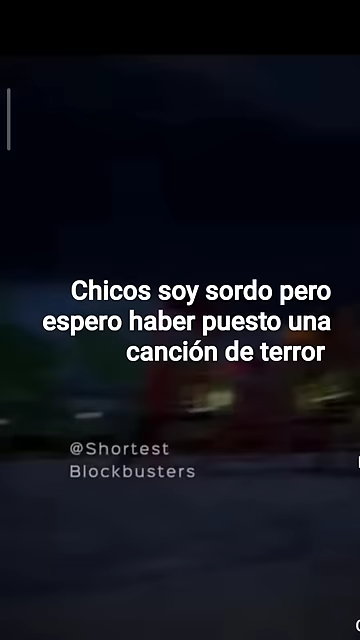 Chicos soy sordo pero
espero haber puesto una
canción de terror
@Shortest
Blockbusters